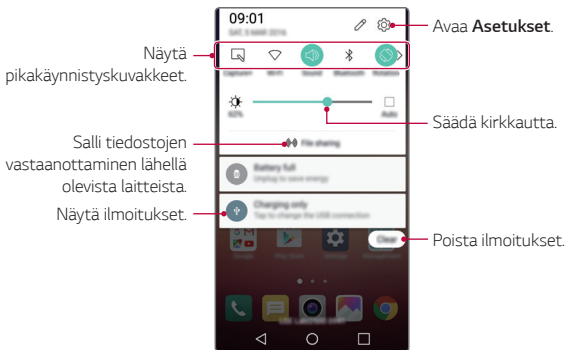 09:01
SAT, 5 MAR 2016
Avaa Asetukset.
Näytä
pikakäynnistyskuvakkeet.
Capture+ Wi-Fi Sound Bluetooth Rotation
62% Auto
Säädä kirkkautta.
File sharing
Salli tiedostojen
vastaanottaminen lähellä
olevista laitteista.
Battery full
Unplug to save energy
Näytä ilmoitukset.
Charging only
Tap to change the USB connection
Clear
Poista ilmoitukset.
Google Play Store Settings Management